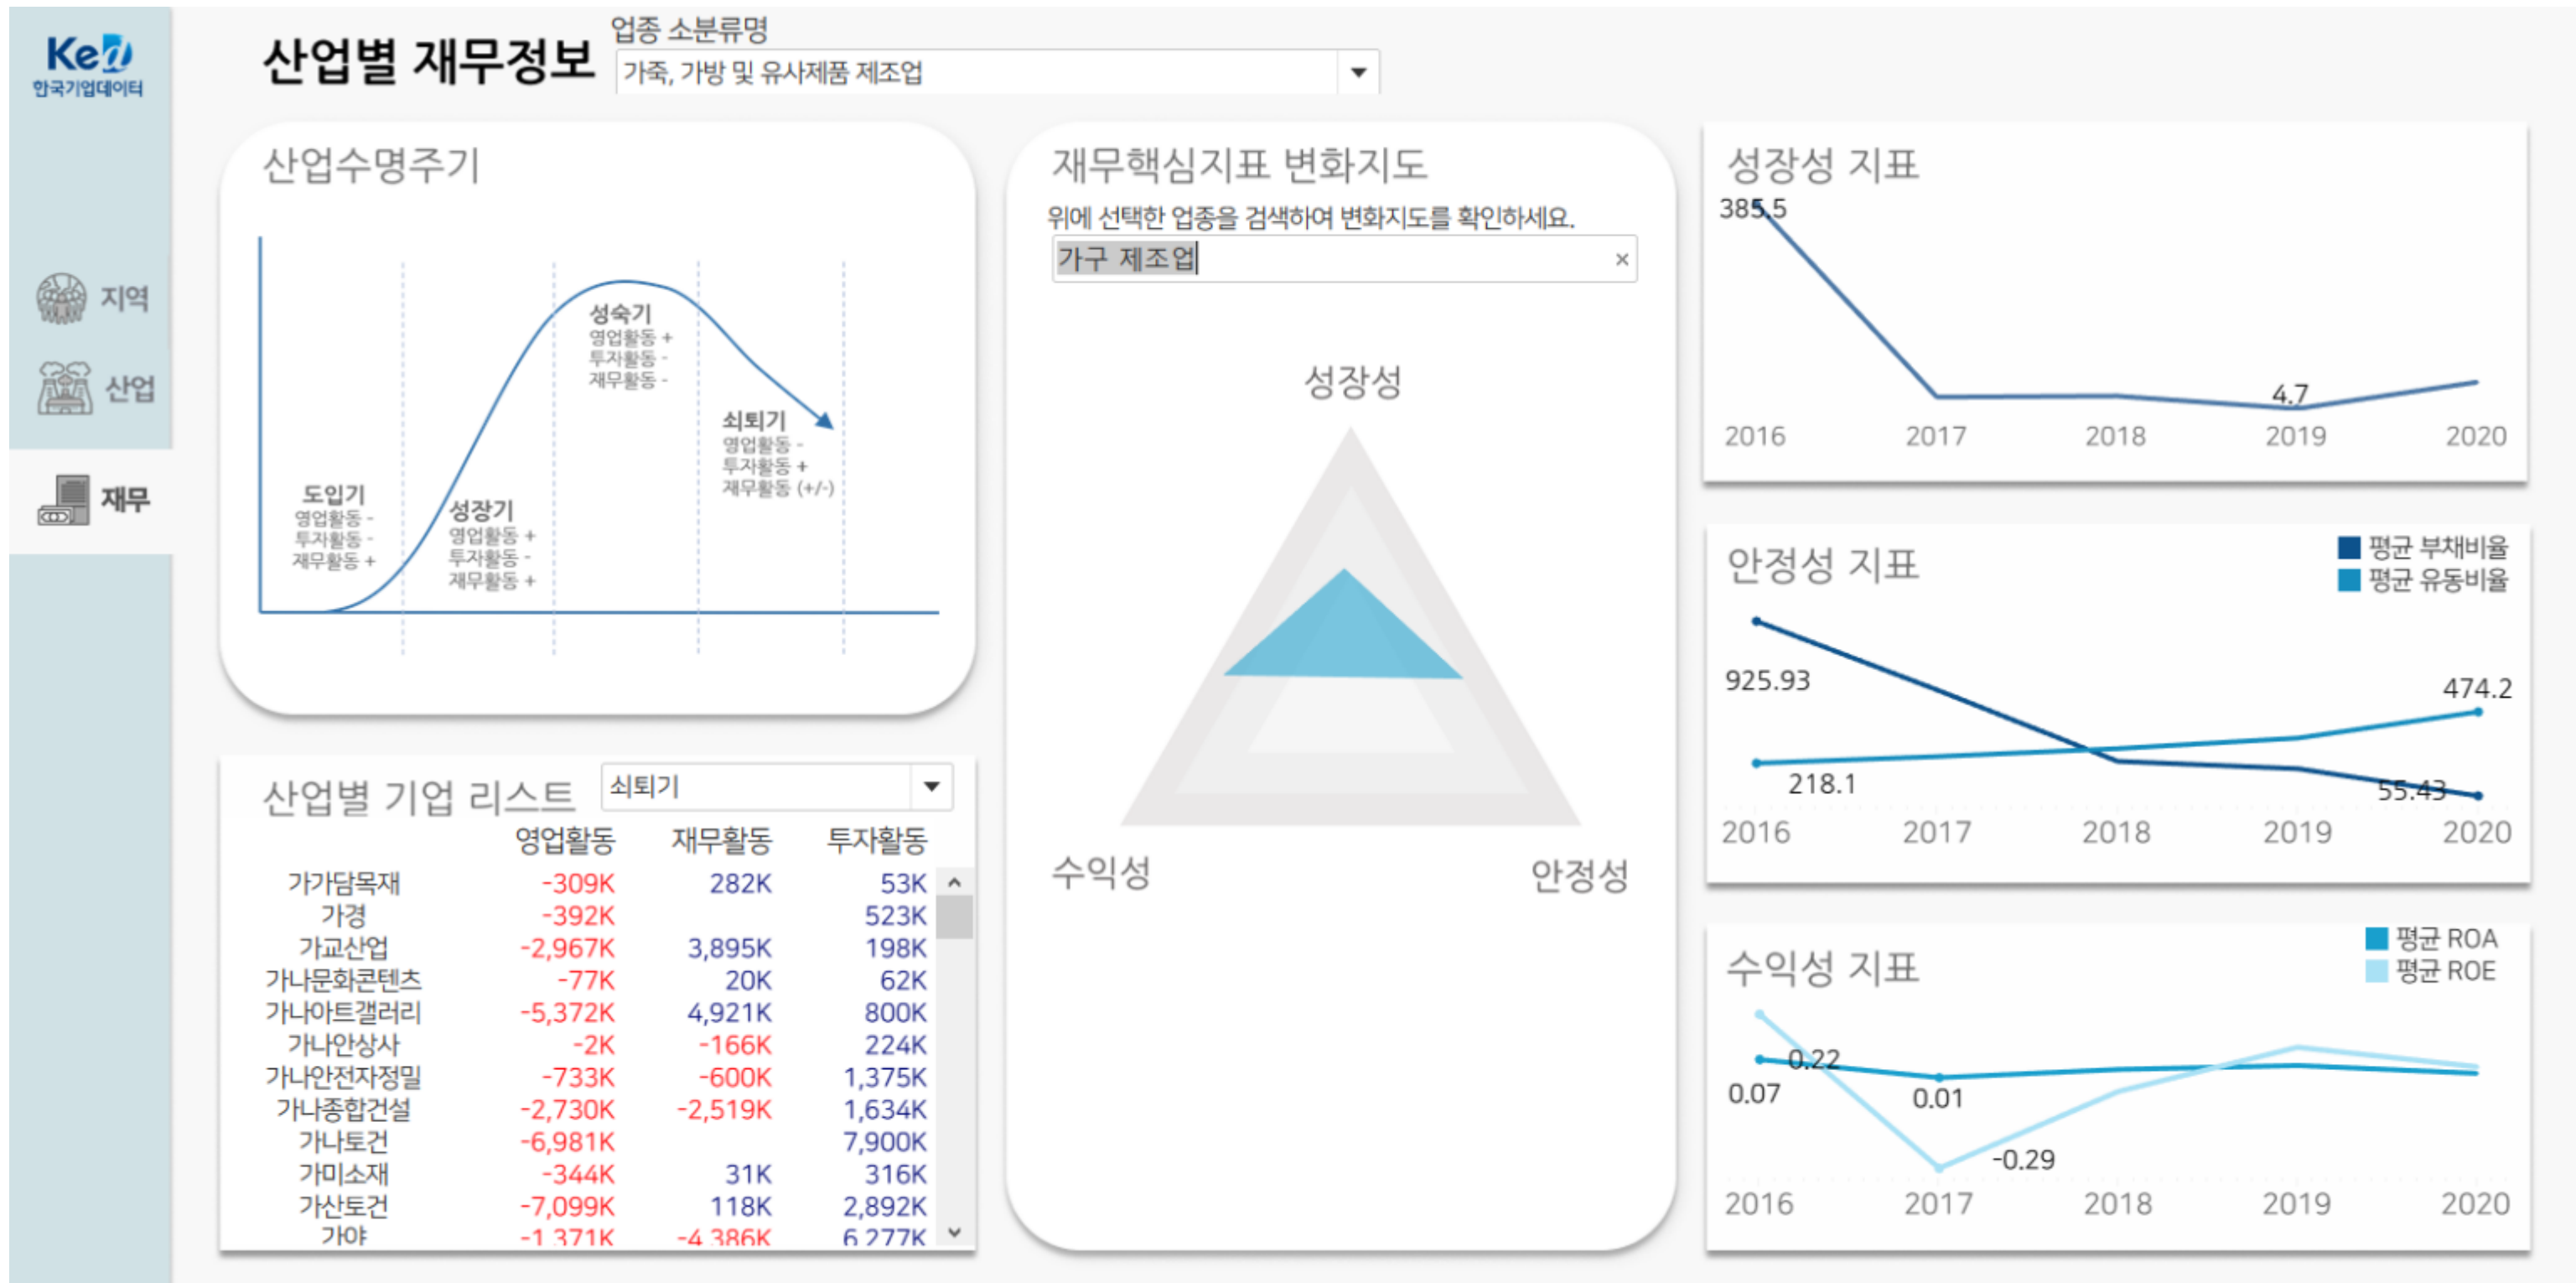 Ked
한국기업데이터
지역
산업
재무
산업별 재무정보
업종 소분류명
가죽, 가방 및 유사제품 제조업
산업수명주기
도입기
영업활동 -
투자활동 -
재무활동 +
성장기
영업활동 +
투자활동 -
재무활동 +
성숙기
영업활동 +
투자활동 -
재무활동 -
쇠퇴기
영업활동 -
투자활동 +
재무활동 (+/-)
산업별 기업 리스트
쇠퇴기
영업활동 재무활동 투자활동
가가담목재 -309K 282K 53K
가경 -392K 523K
가교산업 -2,967K 3,895K 198K
가나문화콘텐츠 -77K 20K 62K
가나아트갤러리 -5,372K 4,921K 800K
가나안상사 -2K -166K 224K
가나안전자정밀 -733K -600K 1,375K
가나종합건설 -2,730K -2,519K 1,634K
가나토건 -6,981K 7,900K
가미소재 -344K 31K 316K
가산토건 -7,099K 118K 2,892K
가야 -1,371K -4,386K 6,277K
재무핵심지표 변화지도
위에 선택한 업종을 검색하여 변화지도를 확인하세요.
가구 제조업 ×
성장성
수익성
안정성
성장성 지표
385.5
4.7
2016 2017 2018 2019 2020
안정성 지표
평균 부채비율
평균 유동비율
925.93
474.2
218.1
55.43
2016 2017 2018 2019 2020
수익성 지표
평균 ROA
평균 ROE
0.22
0.07
0.01
-0.29
2016 2017 2018 2019 2020